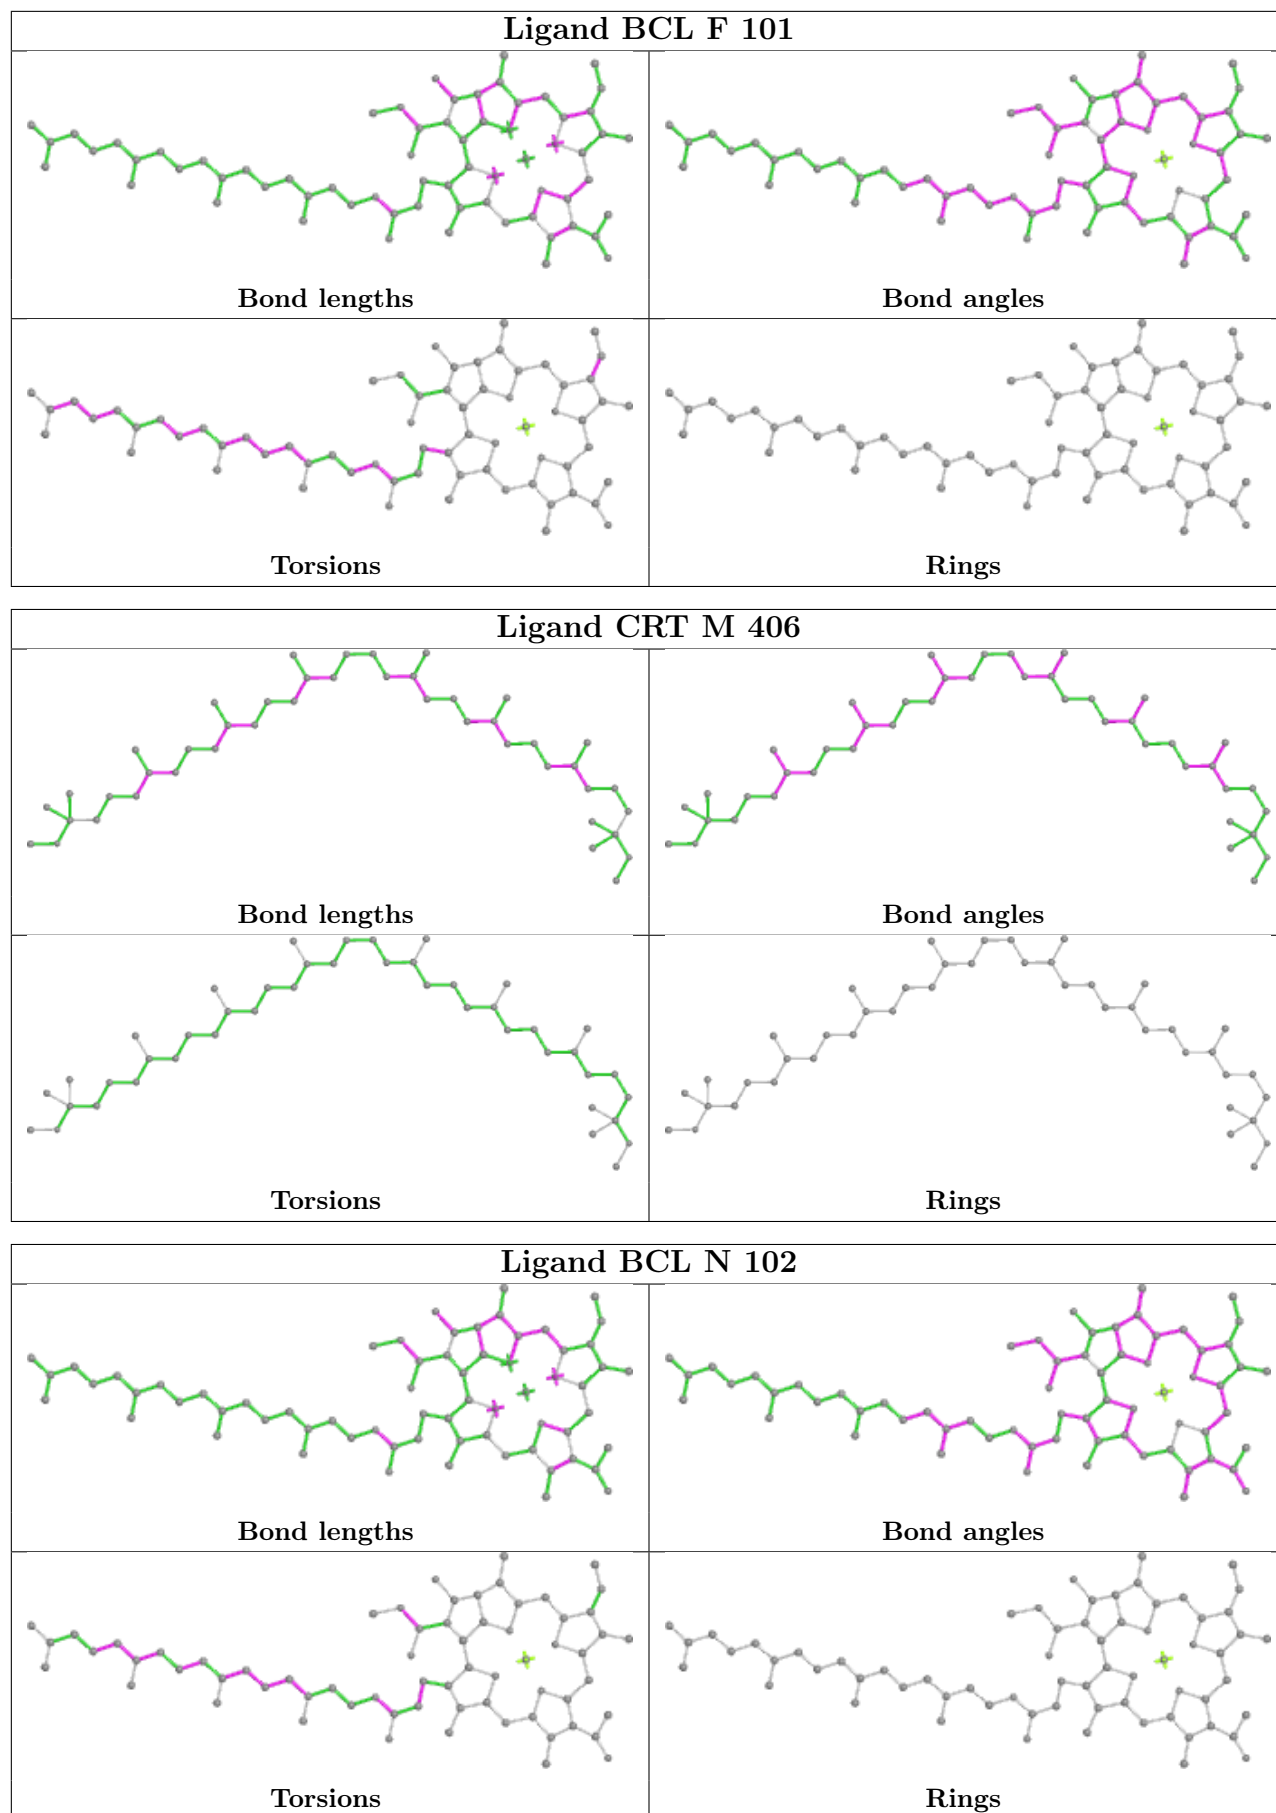 Ligand BCL F 101
Bond lengths
Bond angles
Torsions
Rings
Ligand CRT M 406
Bond lengths
Bond angles
Torsions
Rings
Ligand BCL N 102
Bond lengths
Bond angles
Torsions
Rings